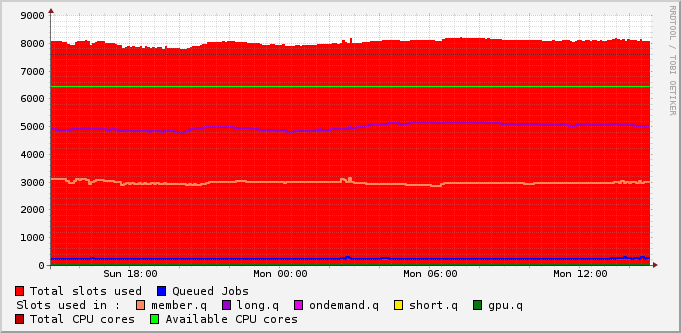 9000
8000
7000
6000
5000
4000
3000
2000
1000
0
Sun 18:00 Mon 00:00 Mon 06:00 Mon 12:00
Total slots used Queued Jobs
Slots used in : member.q long.q ondemand.q short.q gpu.q
Total CPU cores Available CPU cores
RRDTOOL / TOBI OETIKER